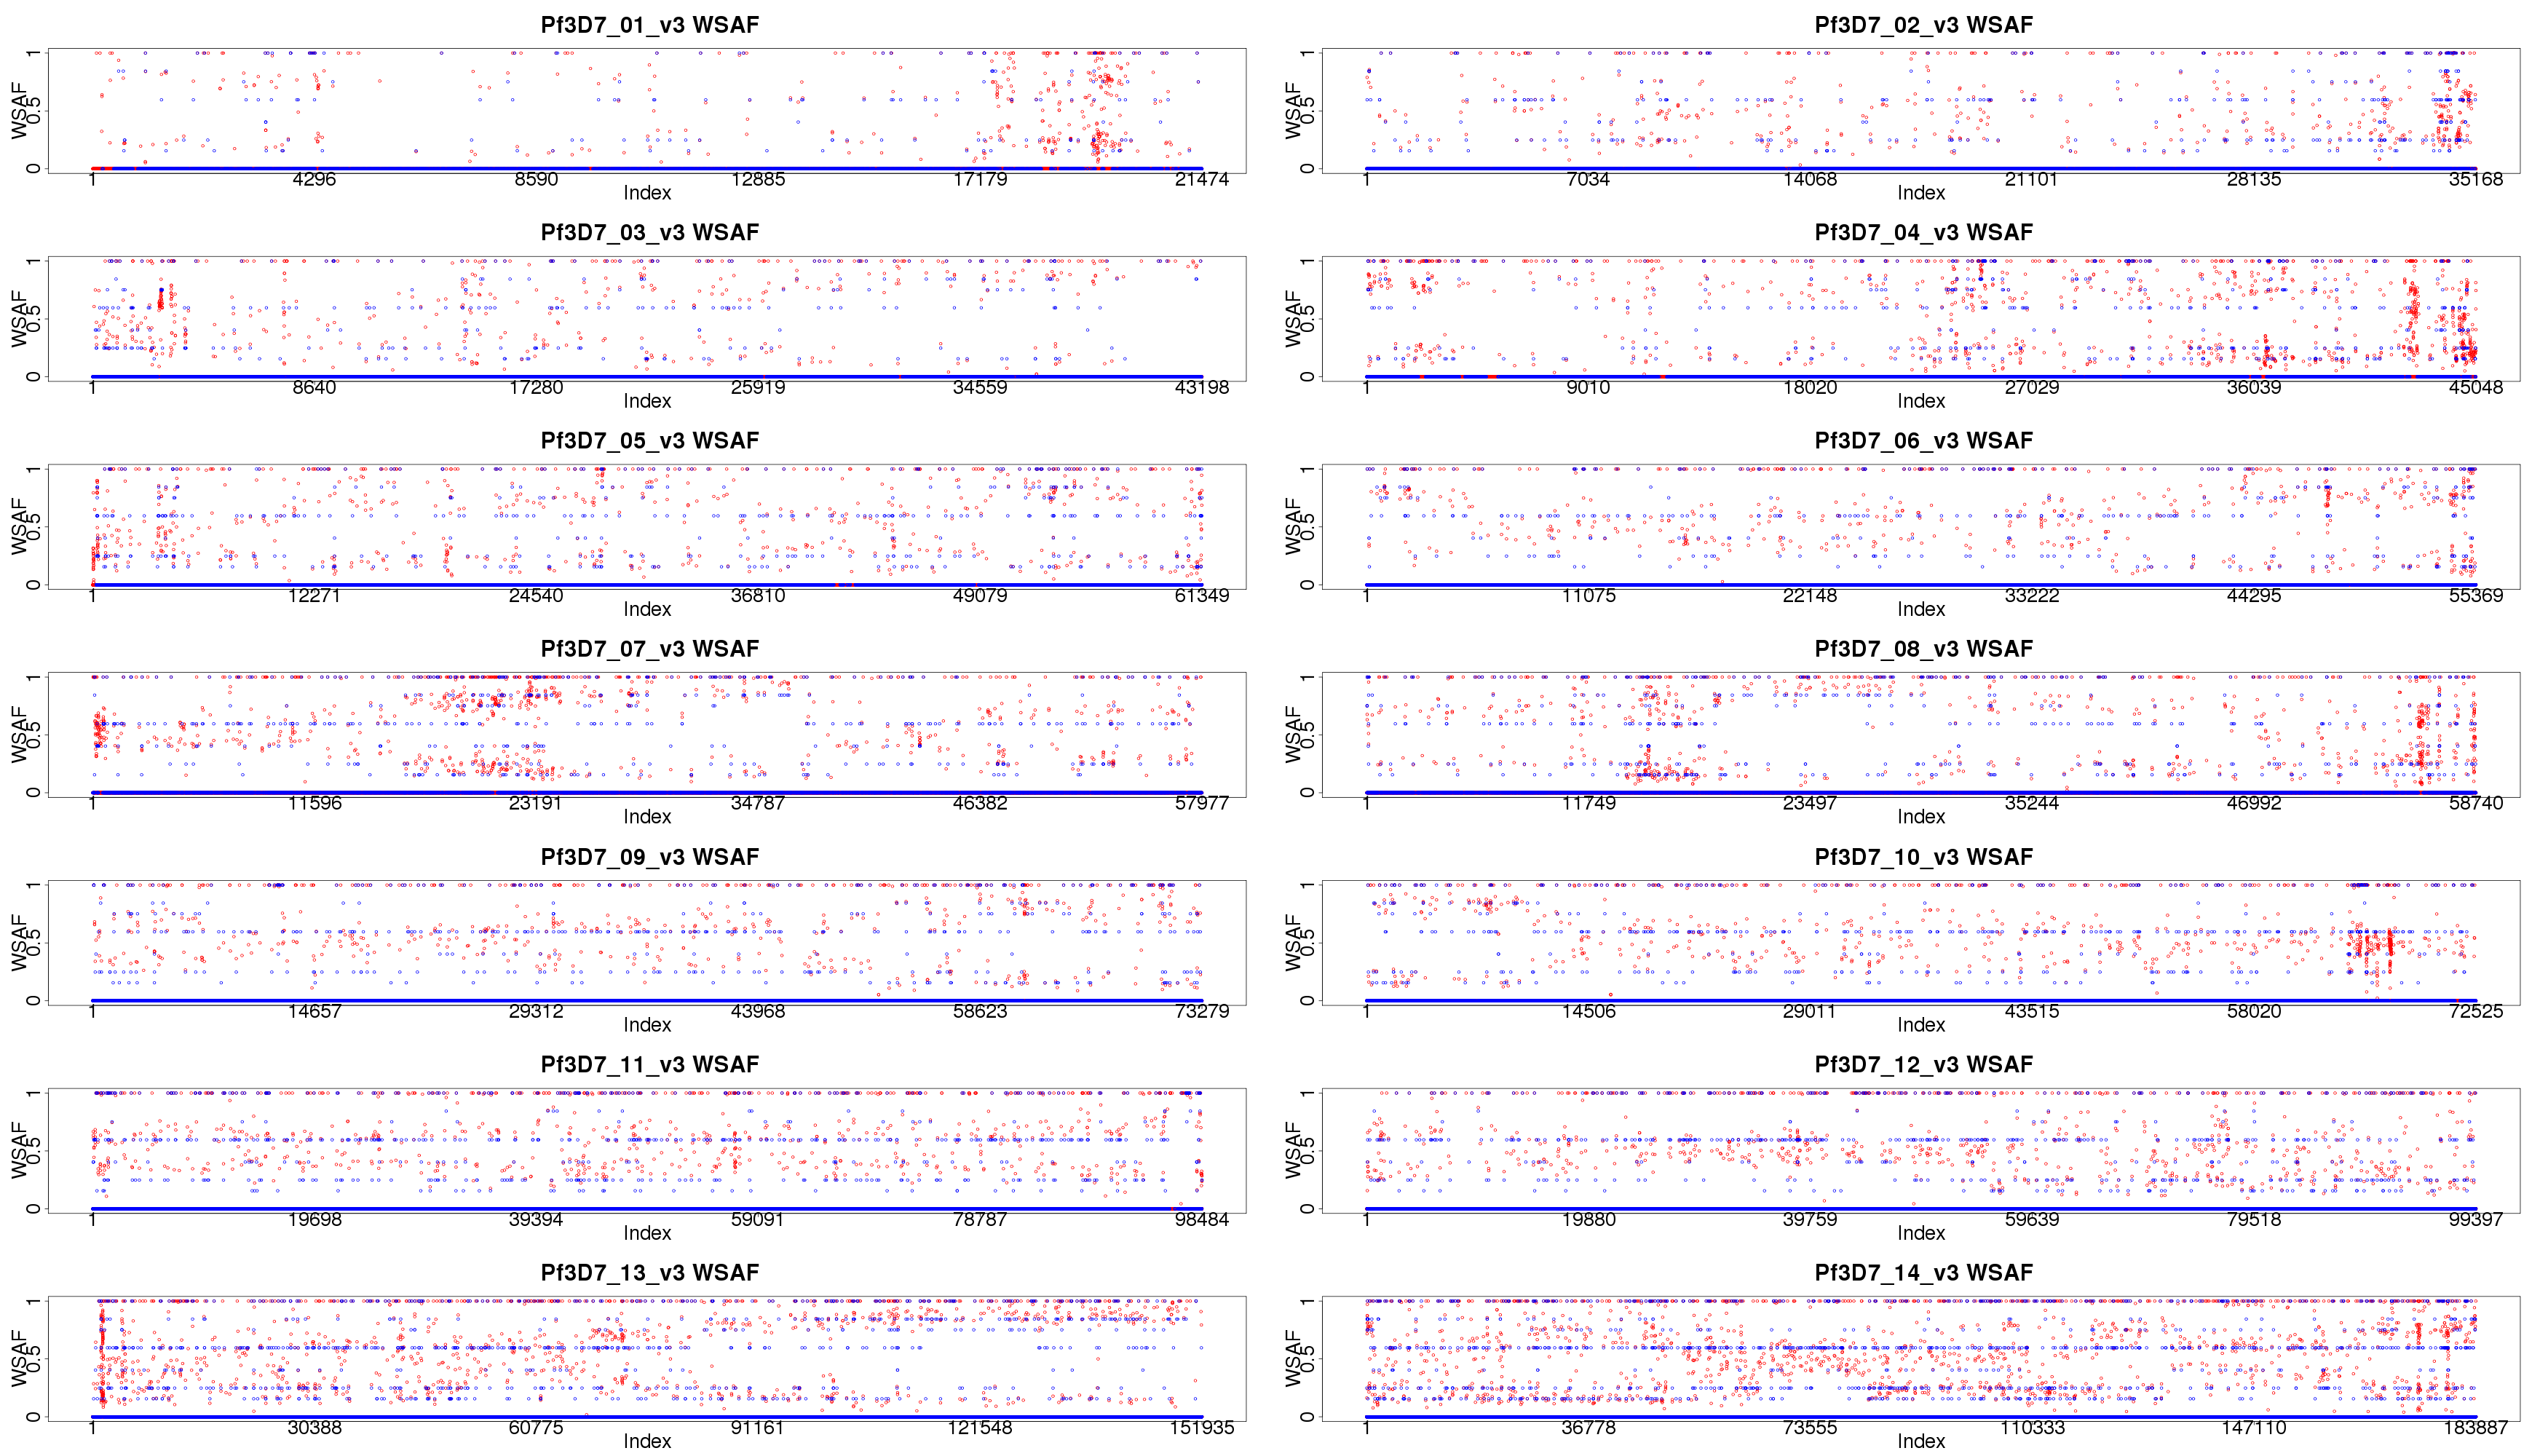 Pf3D7_01_v3 WSAF
WSAF
0 0.5 1
1 4296 8590 12885 17179 21474
Index
Pf3D7_02_v3 WSAF
WSAF
0 0.5 1
1 7034 14068 21101 28135 35168
Index
Pf3D7_03_v3 WSAF
WSAF
0 0.5 1
1 8640 17280 25919 34559 43198
Index
Pf3D7_04_v3 WSAF
WSAF
0 0.5 1
1 9010 18020 27029 36039 45048
Index
Pf3D7_05_v3 WSAF
WSAF
0 0.5 1
1 12271 24540 36810 49079 61349
Index
Pf3D7_06_v3 WSAF
WSAF
0 0.5 1
1 11075 22148 33222 44295 55369
Index
Pf3D7_07_v3 WSAF
WSAF
0 0.5 1
1 11596 23191 34787 46382 57977
Index
Pf3D7_08_v3 WSAF
WSAF
0 0.5 1
1 11749 23497 35244 46992 58740
Index
Pf3D7_09_v3 WSAF
WSAF
0 0.5 1
1 14657 29312 43968 58623 73279
Index
Pf3D7_10_v3 WSAF
WSAF
0 0.5 1
1 14506 29011 43515 58020 72525
Index
Pf3D7_11_v3 WSAF
WSAF
0 0.5 1
1 19698 39394 59091 78787 98484
Index
Pf3D7_12_v3 WSAF
WSAF
0 0.5 1
1 19880 39759 59639 79518 99397
Index
Pf3D7_13_v3 WSAF
WSAF
0 0.5 1
1 30388 60775 91161 121548 151935
Index
Pf3D7_14_v3 WSAF
WSAF
0 0.5 1
1 36778 73555 110333 147110 183887
Index